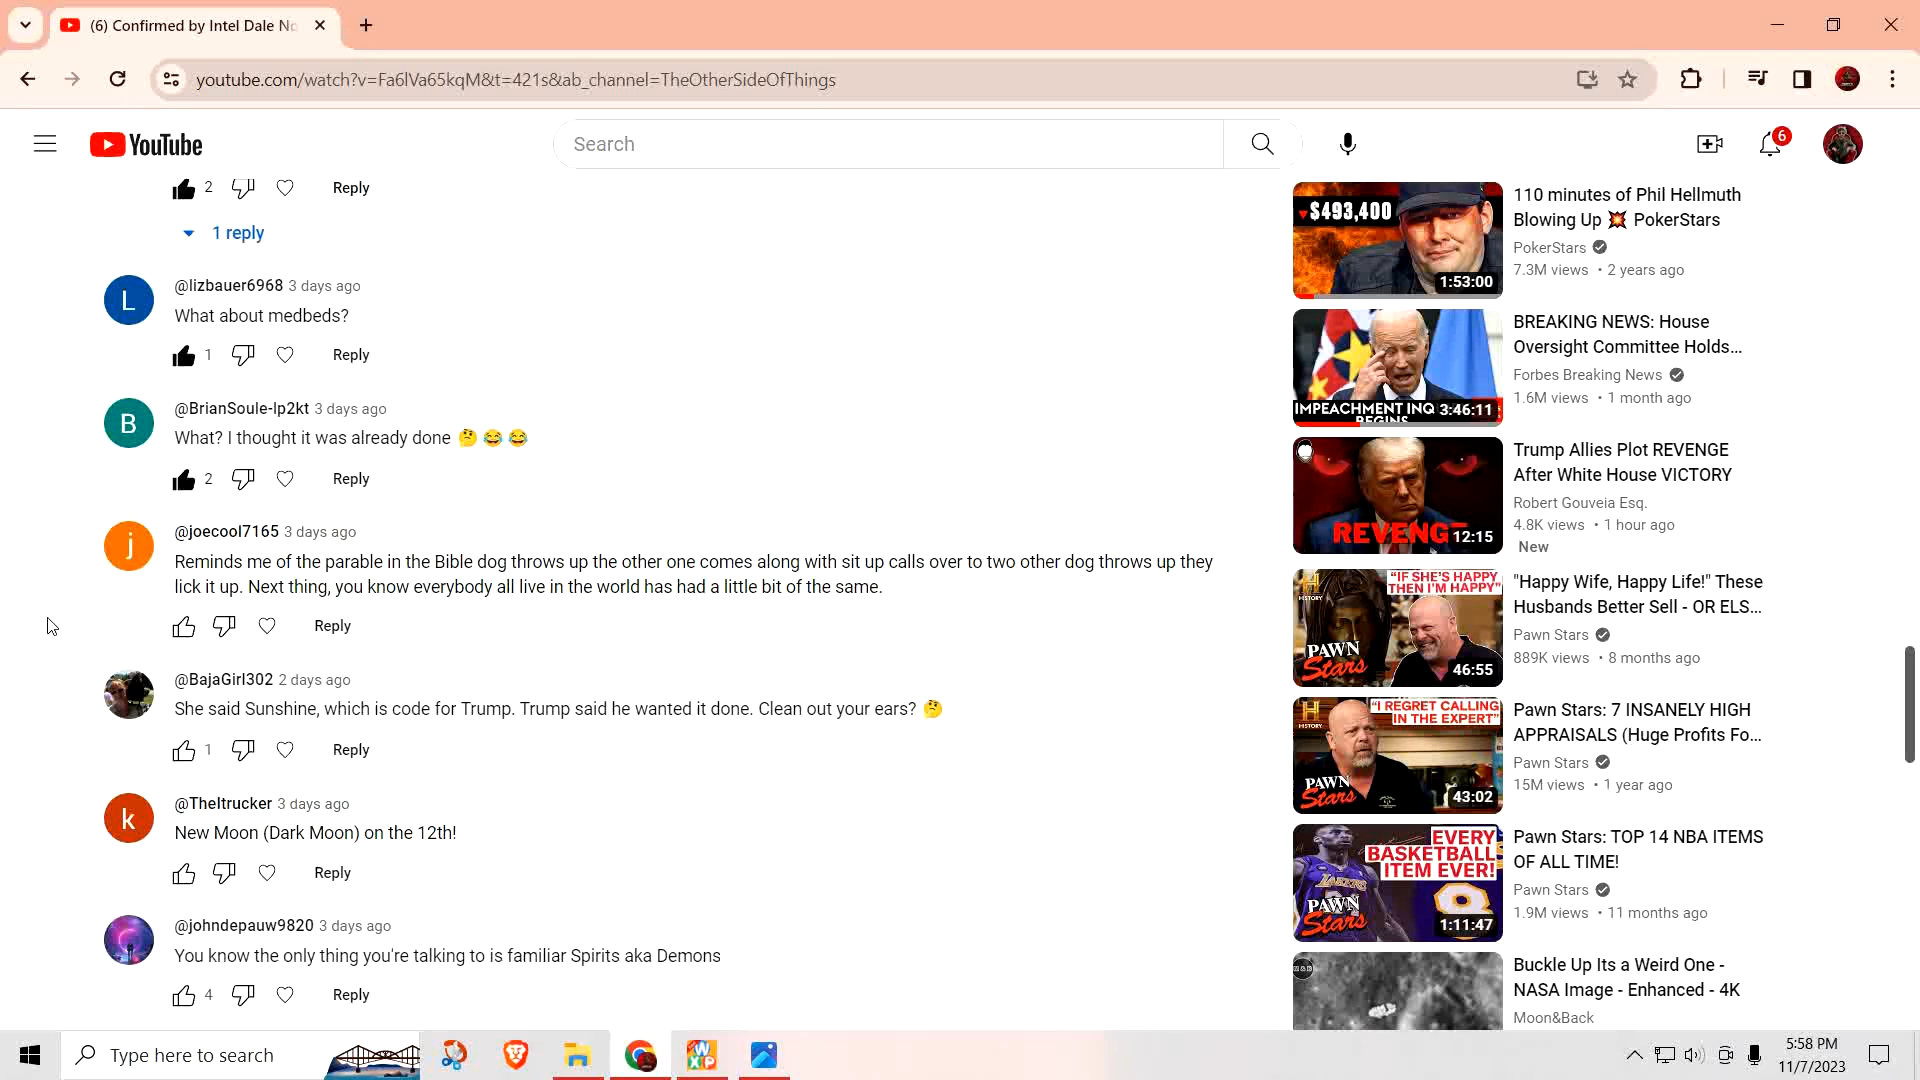 (6) Confirmed by Intel Dale No
youtube.com/watch?v=Fa6lVa65kqM&t=421s&ab_channel=TheOtherSideOfThings
YouTube
Search
6
2
Reply
1 reply
L
@lizbauer6968 3 days ago
What about medbeds?
1
Reply
B
@BrianSoule-lp2kt 3 days ago
What? I thought it was already done 🤔😂😂
2
Reply
j
@joecool7165 3 days ago
Reminds me of the parable in the Bible dog throws up the other one comes along with sit up calls over to two other dog throws up they
lick it up. Next thing, you know everybody all live in the world has had a little bit of the same.
Reply
@BajaGirl302 2 days ago
She said Sunshine, which is code for Trump. Trump said he wanted it done. Clean out your ears? 🤔
1
Reply
k
@Theltrucker 3 days ago
New Moon (Dark Moon) on the 12th!
Reply
@johndepauw9820 3 days ago
You know the only thing you're talking to is familiar Spirits aka Demons
4
Reply
$493,400
1:53:00
110 minutes of Phil Hellmuth
Blowing Up 💥 PokerStars
PokerStars
7.3M views • 2 years ago
IMPEACHMENT INQ
BEGINS
3:46:11
BREAKING NEWS: House
Oversight Committee Holds...
Forbes Breaking News
1.6M views • 1 month ago
REVENGE
12:15
Trump Allies Plot REVENGE
After White House VICTORY
Robert Gouveia Esq.
4.8K views • 1 hour ago
New
H
HISTORY
"IF SHE'S HAPPY
THEN I'M HAPPY"
PAWN
Stars
46:55
"Happy Wife, Happy Life!" These
Husbands Better Sell - OR ELS...
Pawn Stars
889K views • 8 months ago
H
HISTORY
"I REGRET CALLING
IN THE EXPERT"
PAWN
Stars
43:02
Pawn Stars: 7 INSANELY HIGH
APPRAISALS (Huge Profits Fo...
Pawn Stars
15M views • 1 year ago
EVERY
BASKETBALL
ITEM EVER!
LAKERS
8
PAWN
Stars
1:11:47
Pawn Stars: TOP 14 NBA ITEMS
OF ALL TIME!
Pawn Stars
1.9M views • 11 months ago
Buckle Up Its a Weird One -
NASA Image - Enhanced - 4K
Moon&Back
Type here to search
W
XP
5:58 PM
11/7/2023